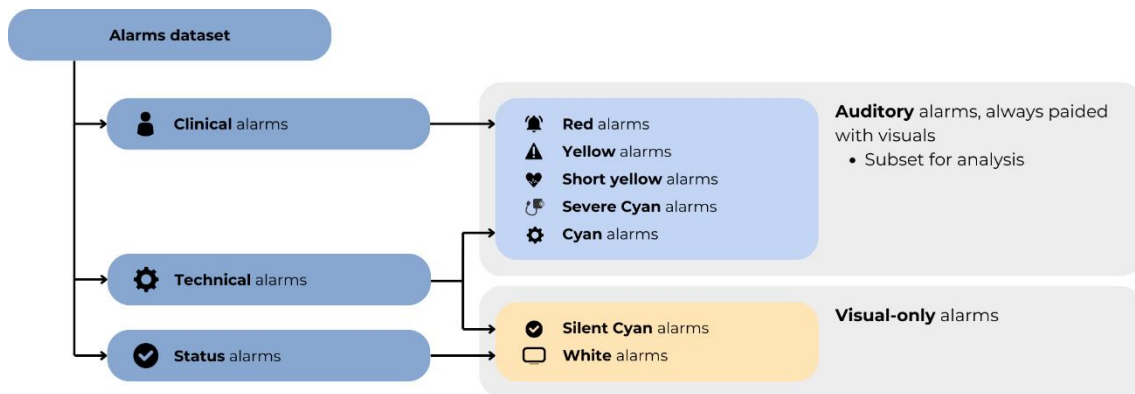 Alarms dataset
Clinical alarms
Technical alarms
Status alarms
Red alarms
Yellow alarms
Short yellow alarms
Severe Cyan alarms
Cyan alarms
Silent Cyan alarms
White alarms
Auditory alarms, always paided
with visuals
• Subset for analysis
Visual-only alarms